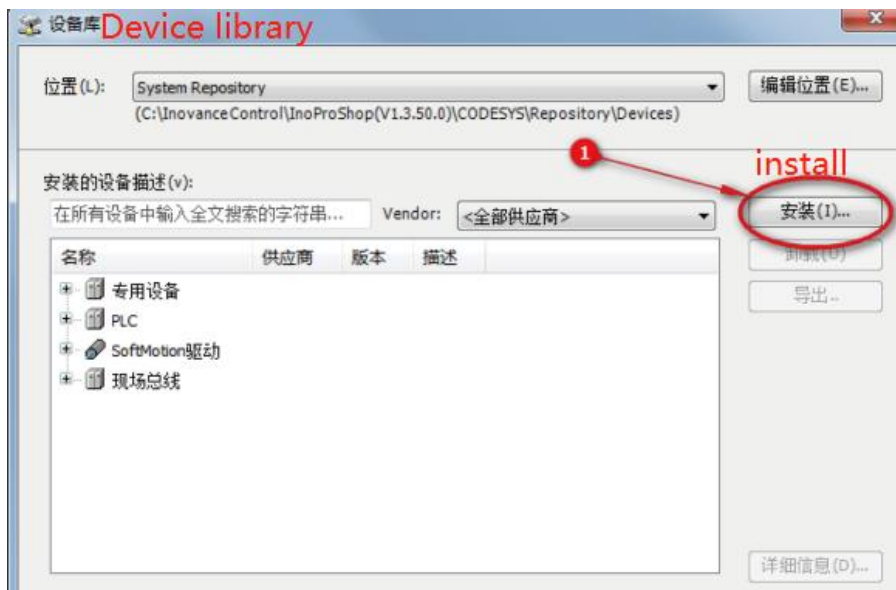 设备库 Device library
位置(L): System Repository 编辑位置(E)...
(C:\InovanceControl\InoProShop(V1.3.50.0)\CODESYS\Repository\Devices)
1 install
安装的设备描述(v):
在所有设备中输入全文搜索的字符串... Vendor: <全部供应商> 安装(I)...
名称 供应商 版本 描述 卸载(U)
专用设备 导出..
PLC
SoftMotion驱动
现场总线
详细信息(D)...